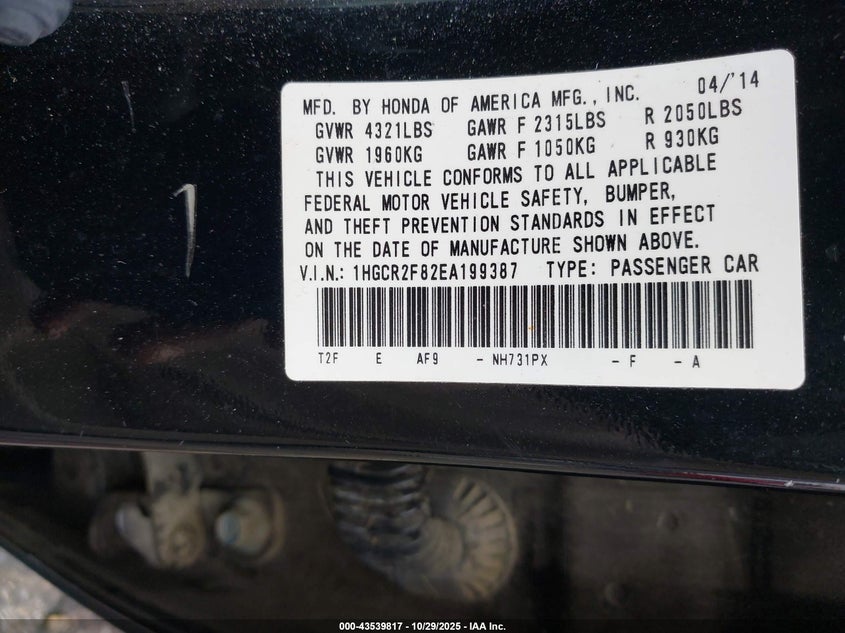 MFD. BY HONDA OF AMERICA MFG., INC. 04/'14
GVWR 4321LBS GAWR F 2315LBS R 2050LBS
GVWR 1960KG GAWR F 1050KG R 930KG
THIS VEHICLE CONFORMS TO ALL APPLICABLE
FEDERAL MOTOR VEHICLE SAFETY, BUMPER,
AND THEFT PREVENTION STANDARDS IN EFFECT
ON THE DATE OF MANUFACTURE SHOWN ABOVE.
V.I.N.: 1HGCR2F82EA199387 TYPE: PASSENGER CAR
T2F E AF9 - NH731PX - F - A
000-43539817 - 10/29/2025 - IAA Inc.